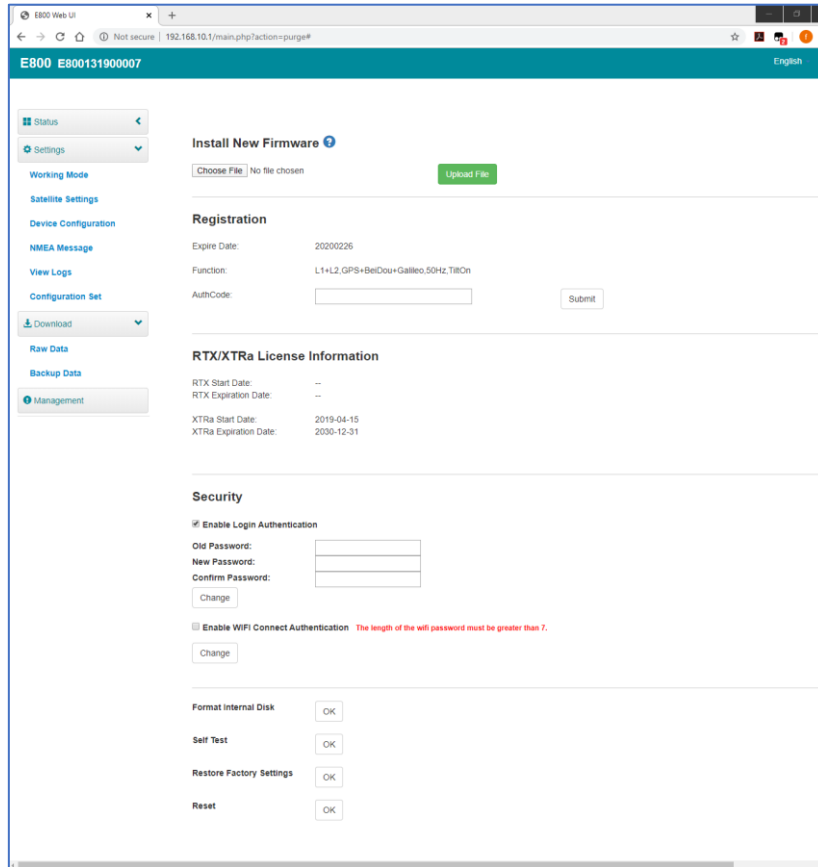 E800 Web UI
Not secure | 192.168.10.1/main.php?action=purge#
E800 E800131900007
English
Status
Settings
Working Mode
Satellite Settings
Device Configuration
NMEA Message
View Logs
Configuration Set
Download
Raw Data
Backup Data
Management
Install New Firmware
Choose File No file chosen
Upload File
Registration
Expire Date: 20200226
Function: L1+L2,GPS+BeiDou+Galileo,50Hz,TiltOn
AuthCode:
Submit
RTX/XTRa License Information
RTX Start Date: --
RTX Expiration Date: --
XTRa Start Date: 2019-04-15
XTRa Expiration Date: 2030-12-31
Security
Enable Login Authentication
Old Password:
New Password:
Confirm Password:
Change
Enable WIFI Connect Authentication The length of the wifi password must be greater than 7.
Change
Format Internal Disk OK
Self Test OK
Restore Factory Settings OK
Reset OK